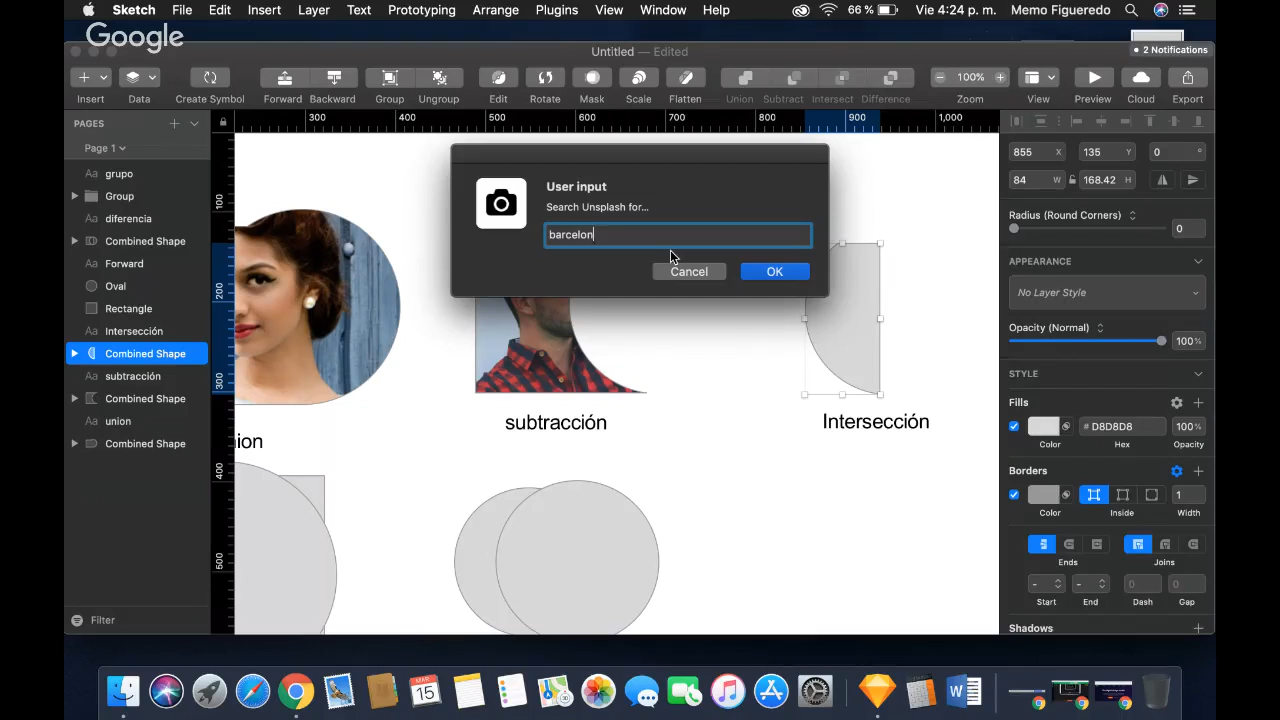 Sketch File Edit Insert Layer Text Prototyping Arrange Plugins View Window Help 66 % Vie 4:24 p. m. Memo Figueredo
Google
Untitled — Edited
2 Notifications
100%
Insert Data Create Symbol Forward Backward Group Ungroup Edit Rotate Mask Scale Flatten Union Subtract Intersect Difference Zoom View Preview Cloud Export
PAGES
300 400 500 600 700 800 900 1,000
Page 1
grupo
Group
diferencia
Combined Shape
Forward
Oval
Rectangle
Intersección
Combined Shape
subtracción
Combined Shape
union
Combined Shape
Filter
100
200
300
400
500
User input
Search Unsplash for...
barcelon
Cancel OK
ion
subtracción
Intersección
855 X 135 Y 0 °
84 W 168.42 H
Radius (Round Corners)
0
APPEARANCE
No Layer Style
Opacity (Normal)
100%
STYLE
Fills
# D8D8D8 100%
Color Hex Opacity
Borders
1
Color Inside Width
Ends Joins
- - 0 0
Start End Dash Gap
Shadows
MAR
15